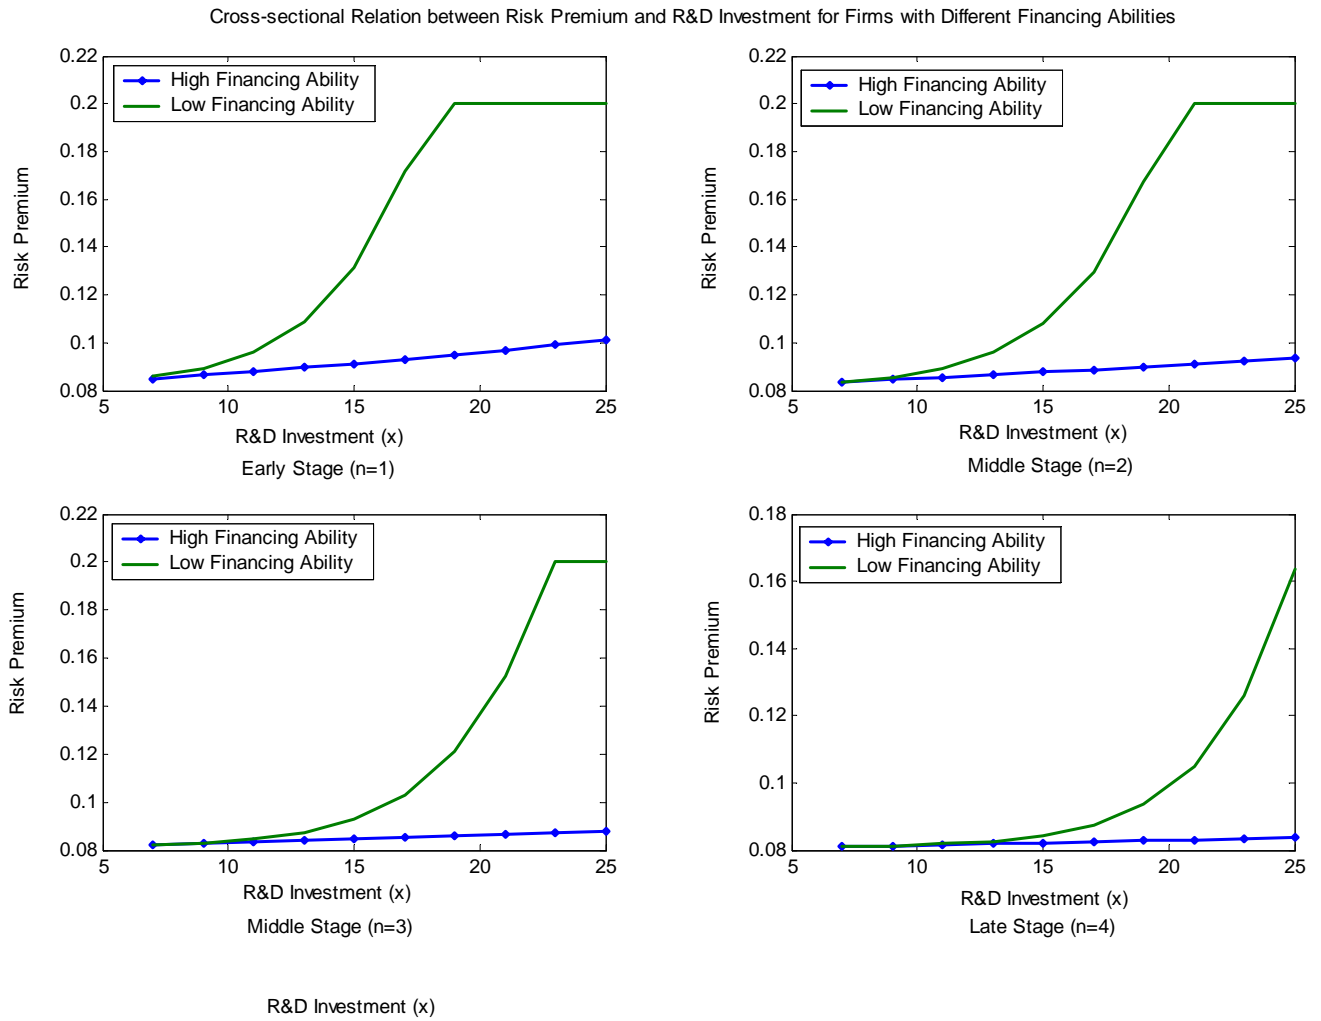 Cross-sectional Relation between Risk Premium and R&D Investment for Firms with Different Financing Abilities
0.22
0.2
0.18
0.16
0.14
0.12
0.1
0.08
Risk Premium
High Financing Ability
Low Financing Ability
5
10
15
20
25
R&D Investment (x)
Early Stage (n=1)
0.22
0.2
0.18
0.16
0.14
0.12
0.1
0.08
Risk Premium
High Financing Ability
Low Financing Ability
5
10
15
20
25
R&D Investment (x)
Middle Stage (n=2)
0.22
0.2
0.18
0.16
0.14
0.12
0.1
0.08
Risk Premium
High Financing Ability
Low Financing Ability
5
10
15
20
25
R&D Investment (x)
Middle Stage (n=3)
0.18
0.16
0.14
0.12
0.1
0.08
Risk Premium
High Financing Ability
Low Financing Ability
5
10
15
20
25
R&D Investment (x)
Late Stage (n=4)
R&D Investment (x)